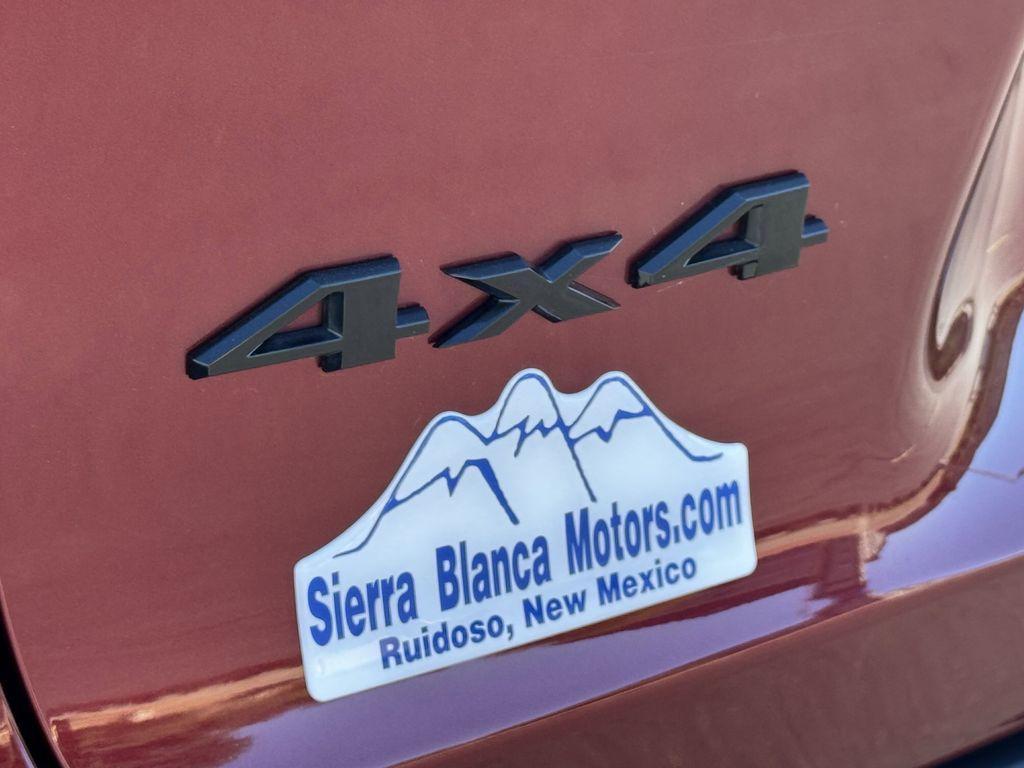 4x4
Sierra Blanca Motors.com
Ruidoso, New Mexico